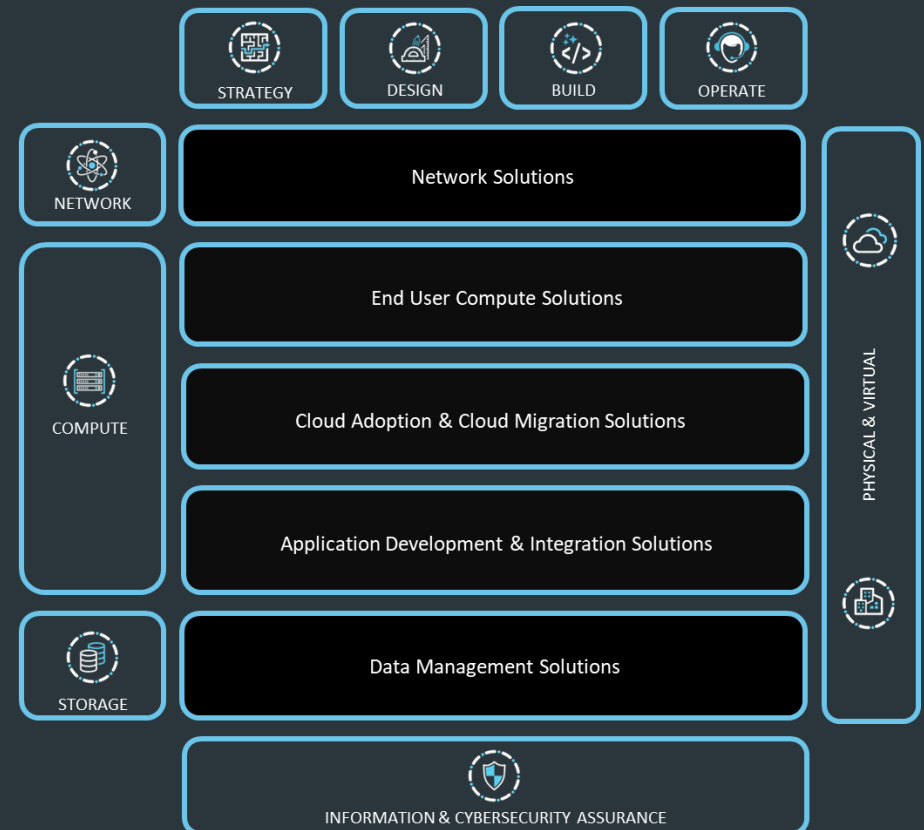 STRATEGY
DESIGN
BUILD
OPERATE
NETWORK
Network Solutions
End User Compute Solutions
COMPUTE
Cloud Adoption & Cloud Migration Solutions
Application Development & Integration Solutions
PHYSICAL & VIRTUAL
STORAGE
Data Management Solutions
INFORMATION & CYBERSECURITY ASSURANCE